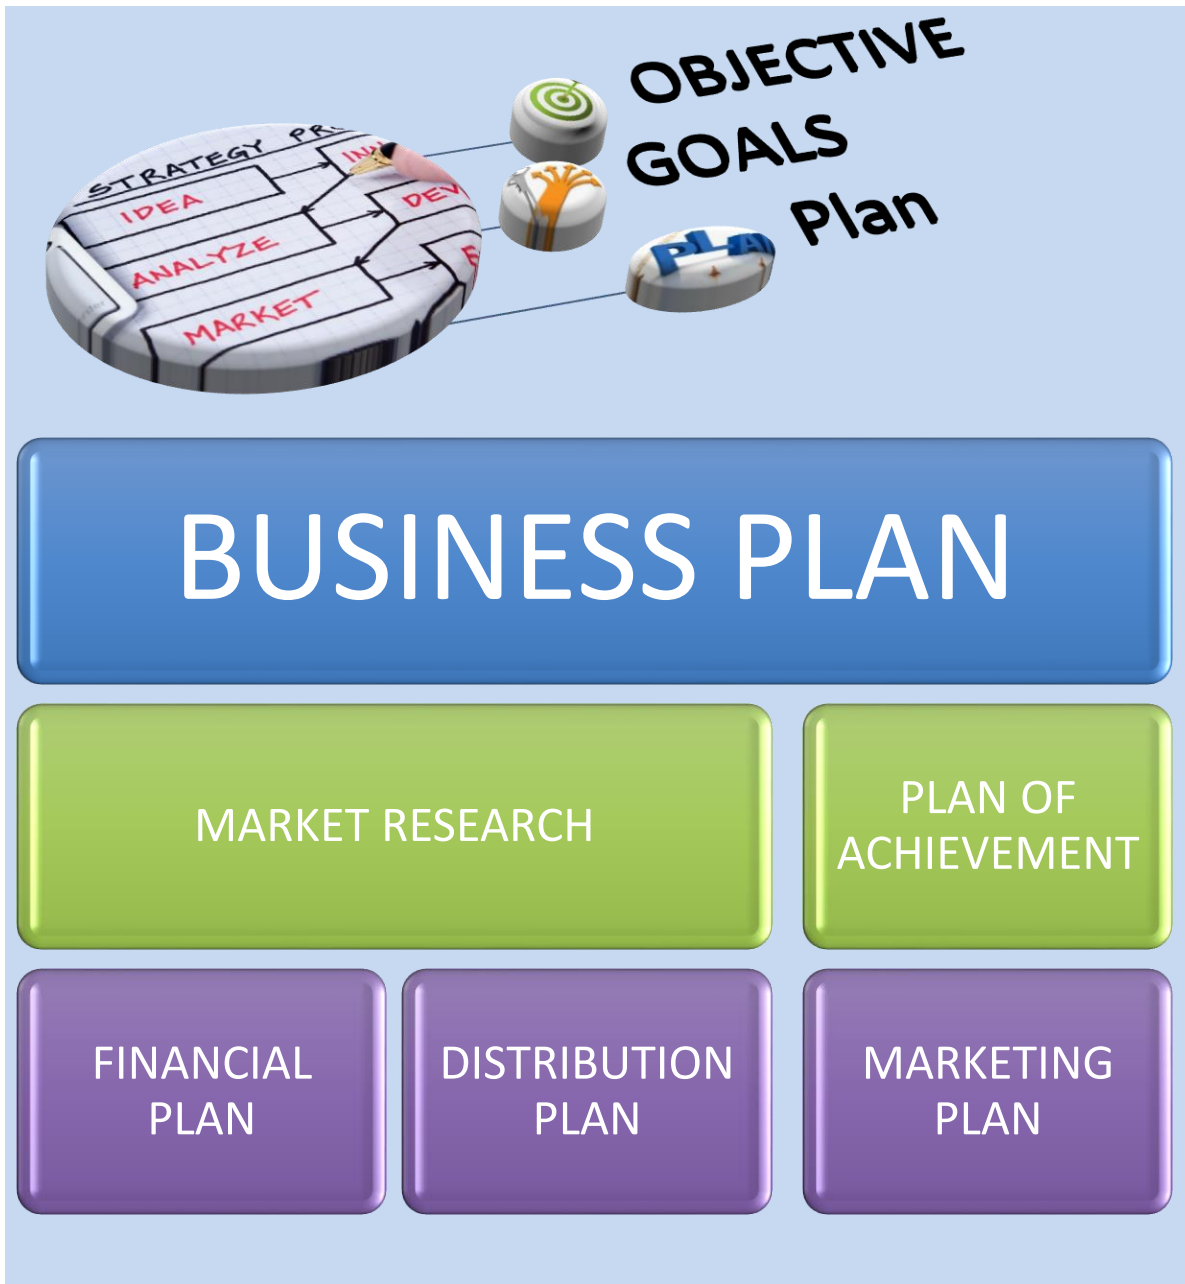 OBJECTIVE
GOALS
Plan
STRATEGY
IDEA
ANALYZE
MARKET
BUSINESS PLAN
MARKET RESEARCH
PLAN OF
ACHIEVEMENT
FINANCIAL
PLAN
DISTRIBUTION
PLAN
MARKETING
PLAN